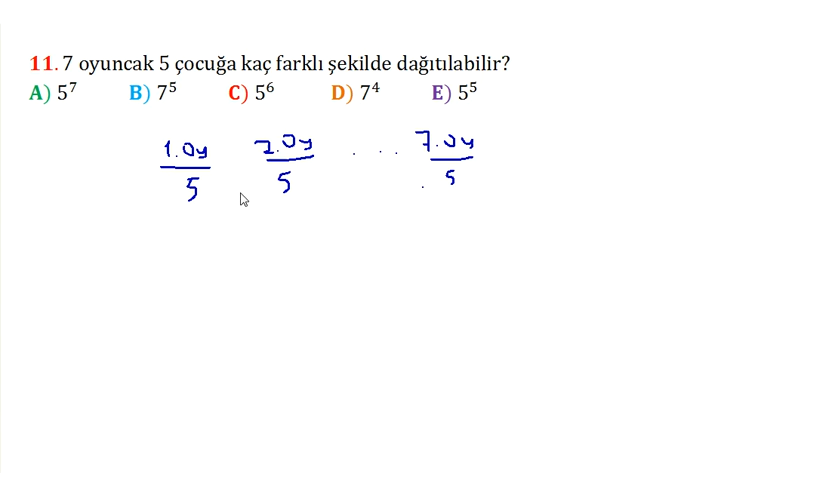 11. 7 oyuncak 5 çocuğa kaç farklı şekilde dağıtılabilir?
A) 5⁷ B) 7⁵ C) 5⁶ D) 7⁴ E) 5⁵
1.Oy 2.Oy ... 7.Oy
5 5 5